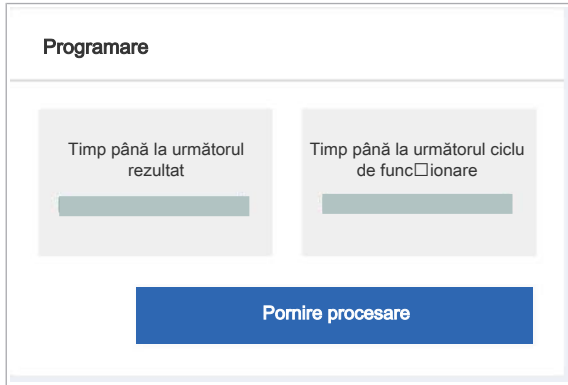 Programare
Timp până la următorul
rezultat
Timp până la următorul ciclu
de func□ionare
Pornire procesare